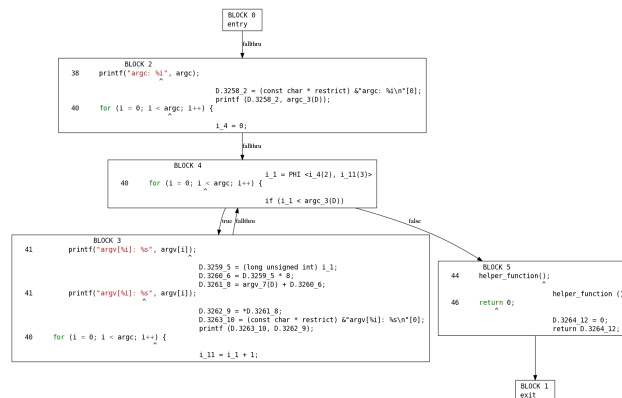 BLOCK 0
entry
fallthru
BLOCK 2
38 printf("argc: %i", argc);
^
D.3258_2 = (const char * restrict) &"argc: %i\n"[0];
printf (D.3258_2, argc_3(D));
40 for (i = 0; i < argc; i++) {
^
i_4 = 0;
fallthru
BLOCK 4
i_1 = PHI <i_4(2), i_11(3)>
40 for (i = 0; i < argc; i++) {
^
if (i_1 < argc_3(D))
true fallthru
false
BLOCK 3
41 printf("argv[%i]: %s", argv[i]);
^
D.3259_5 = (long unsigned int) i_1;
D.3260_6 = D.3259_5 * 8;
D.3261_8 = argv_7(D) + D.3260_6;
41 printf("argv[%i]: %s", argv[i]);
^
D.3262_9 = *D.3261_8;
D.3263_10 = (const char * restrict) &"argv[%i]: %s\n"[0];
printf (D.3263_10, D.3262_9);
40 for (i = 0; i < argc; i++) {
^
i_11 = i_1 + 1;
BLOCK 5
44 helper_function();
^
helper_function ()
46 return 0;
^
D.3264_12 = 0;
return D.3264_12;
BLOCK 1
exit